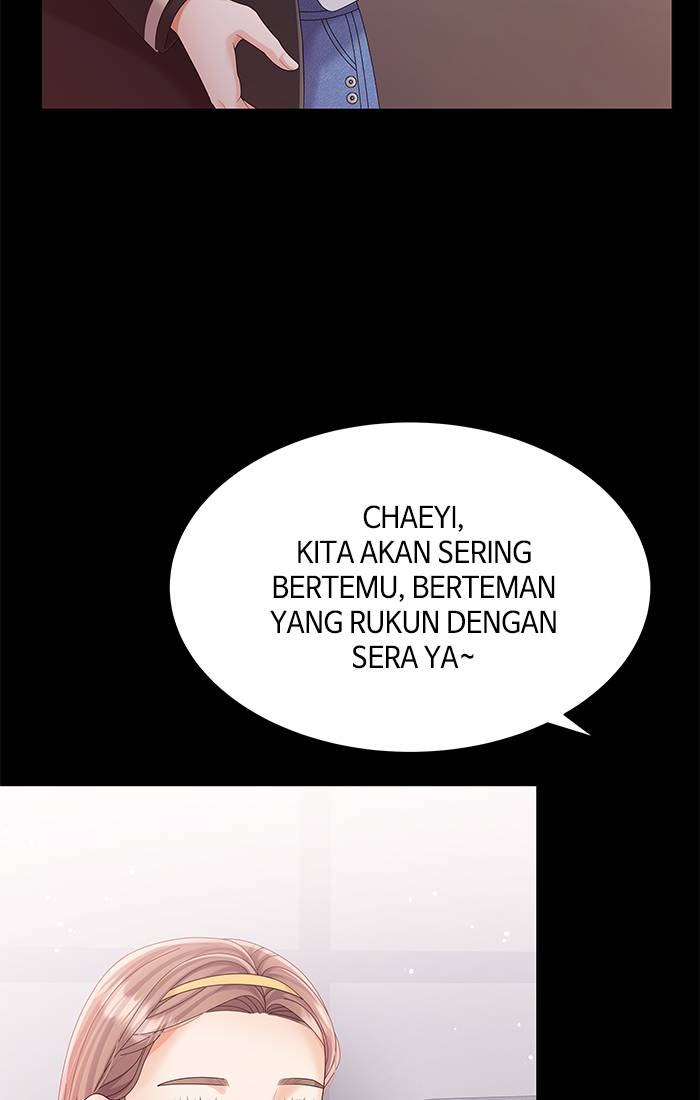 CHAEYI,
KITA AKAN SERING
BERTEMU, BERTEMAN
YANG RUKUN DENGAN
SERA YA~